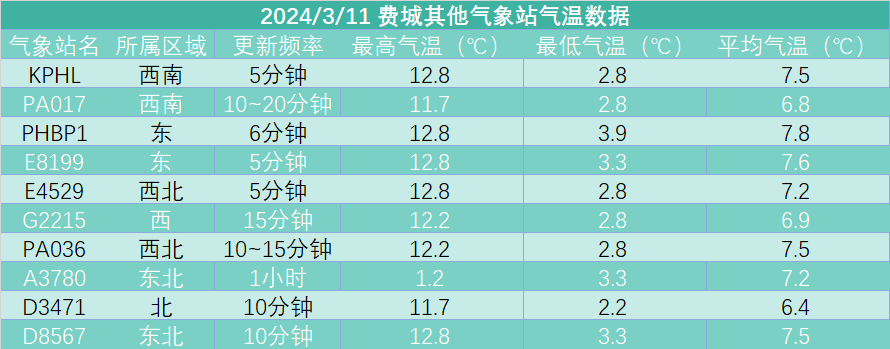 2024/3/11 费城其他气象站气温数据
气象站名 所属区域 更新频率 最高气温（℃） 最低气温（℃） 平均气温（℃）
KPHL 西南 5分钟 12.8 2.8 7.5
PA017 西南 10~20分钟 11.7 2.8 6.8
PHBP1 东 6分钟 12.8 3.9 7.8
E8199 东 5分钟 12.8 3.3 7.6
E4529 西北 5分钟 12.8 2.8 7.2
G2215 西 15分钟 12.2 2.8 6.9
PA036 西北 10~15分钟 12.2 2.8 7.5
A3780 东北 1小时 1.2 3.3 7.2
D3471 北 10分钟 11.7 2.2 6.4
D8567 东北 10分钟 12.8 3.3 7.5